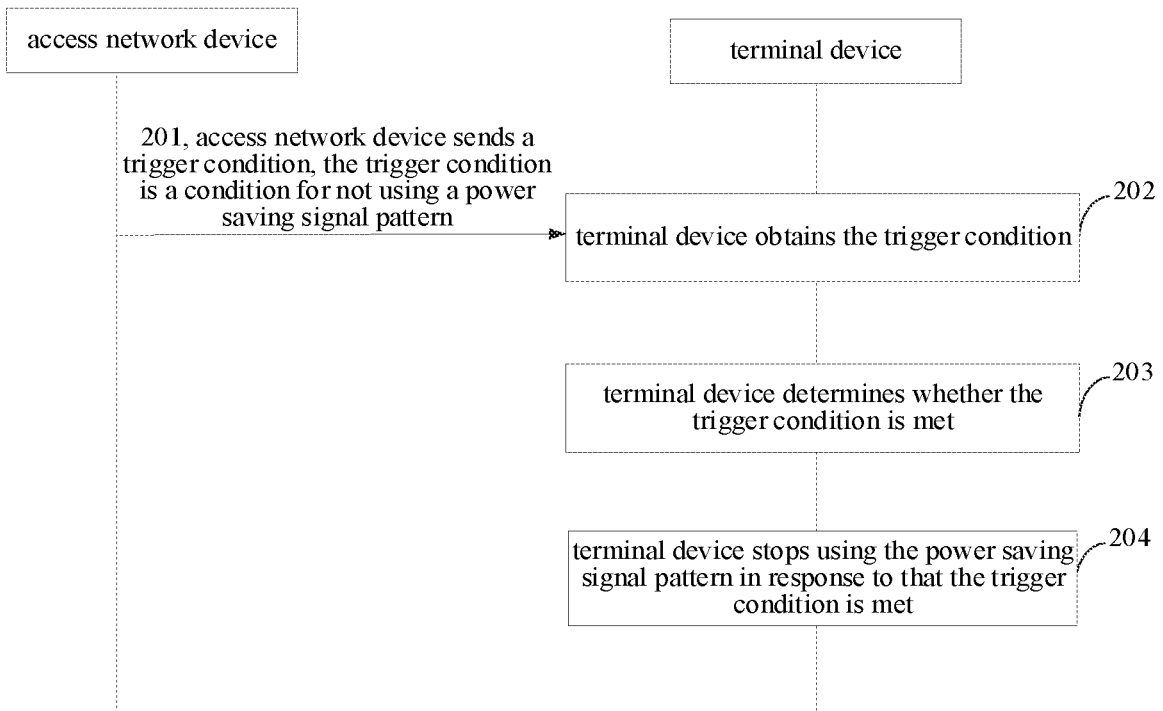 access network device
terminal device
201, access network device sends a
trigger condition, the trigger condition
is a condition for not using a power
saving signal pattern
202
terminal device obtains the trigger condition
203
terminal device determines whether the
trigger condition is met
204
terminal device stops using the power saving
signal pattern in response to that the trigger
condition is met